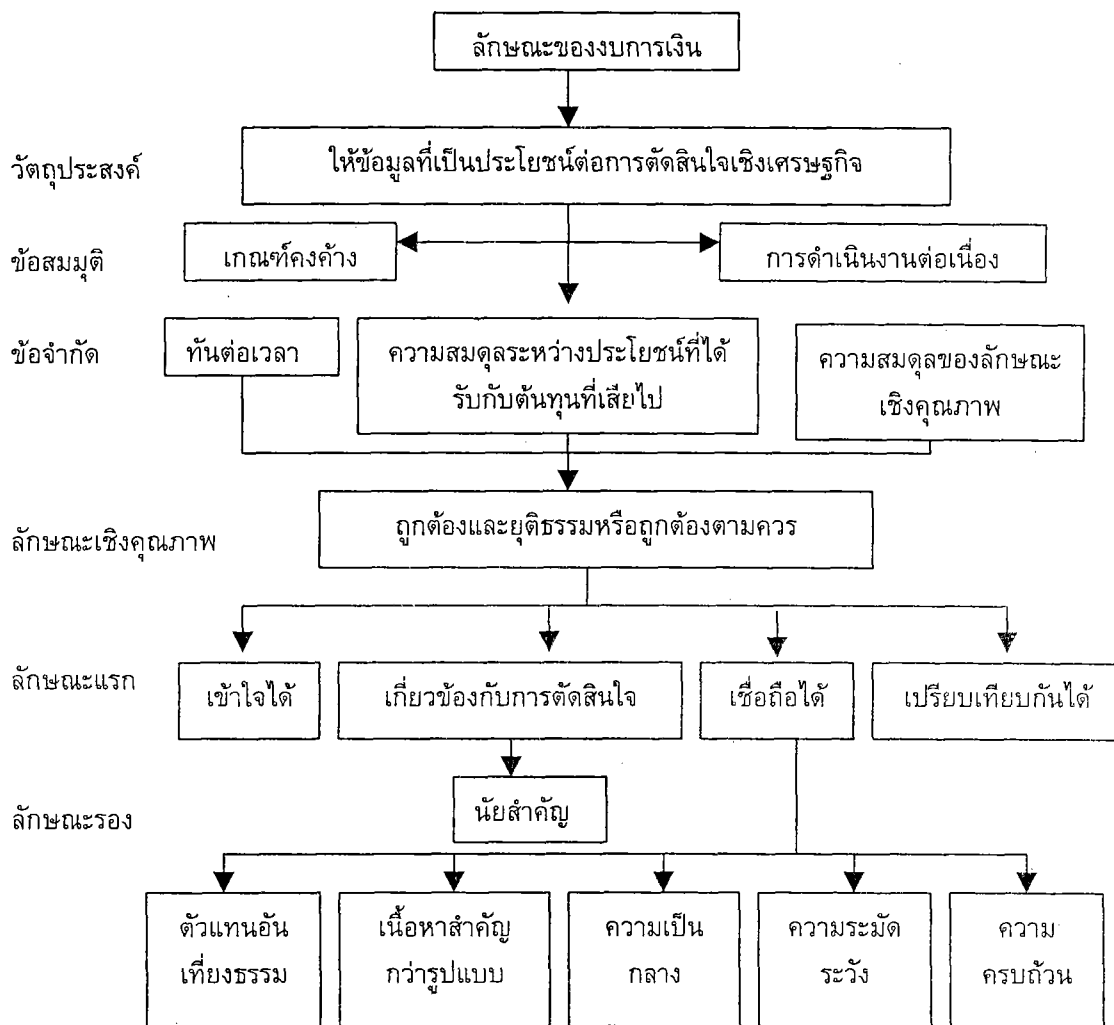 ลักษณะของงบการเงิน
วัตถุประสงค์
ให้ข้อมูลที่เป็นประโยชน์ต่อการตัดสินใจเชิงเศรษฐกิจ
ข้อสมมุติ
เกณฑ์คงค้าง
การดำเนินงานต่อเนื่อง
ข้อจำกัด
ทันต่อเวลา
ความสมดุลระหว่างประโยชน์ที่ได้
รับกับต้นทุนที่เสียไป
ความสมดุลของลักษณะ
เชิงคุณภาพ
ลักษณะเชิงคุณภาพ
ถูกต้องและยุติธรรมหรือถูกต้องตามควร
ลักษณะแรก
เข้าใจได้
เกี่ยวข้องกับการตัดสินใจ
เชื่อถือได้
เปรียบเทียบกันได้
ลักษณะรอง
นัยสำคัญ
ตัวแทนอัน
เที่ยงธรรม
เนื้อหาสำคัญ
กว่ารูปแบบ
ความเป็น
กลาง
ความระมัด
ระวัง
ความ
ครบถ้วน